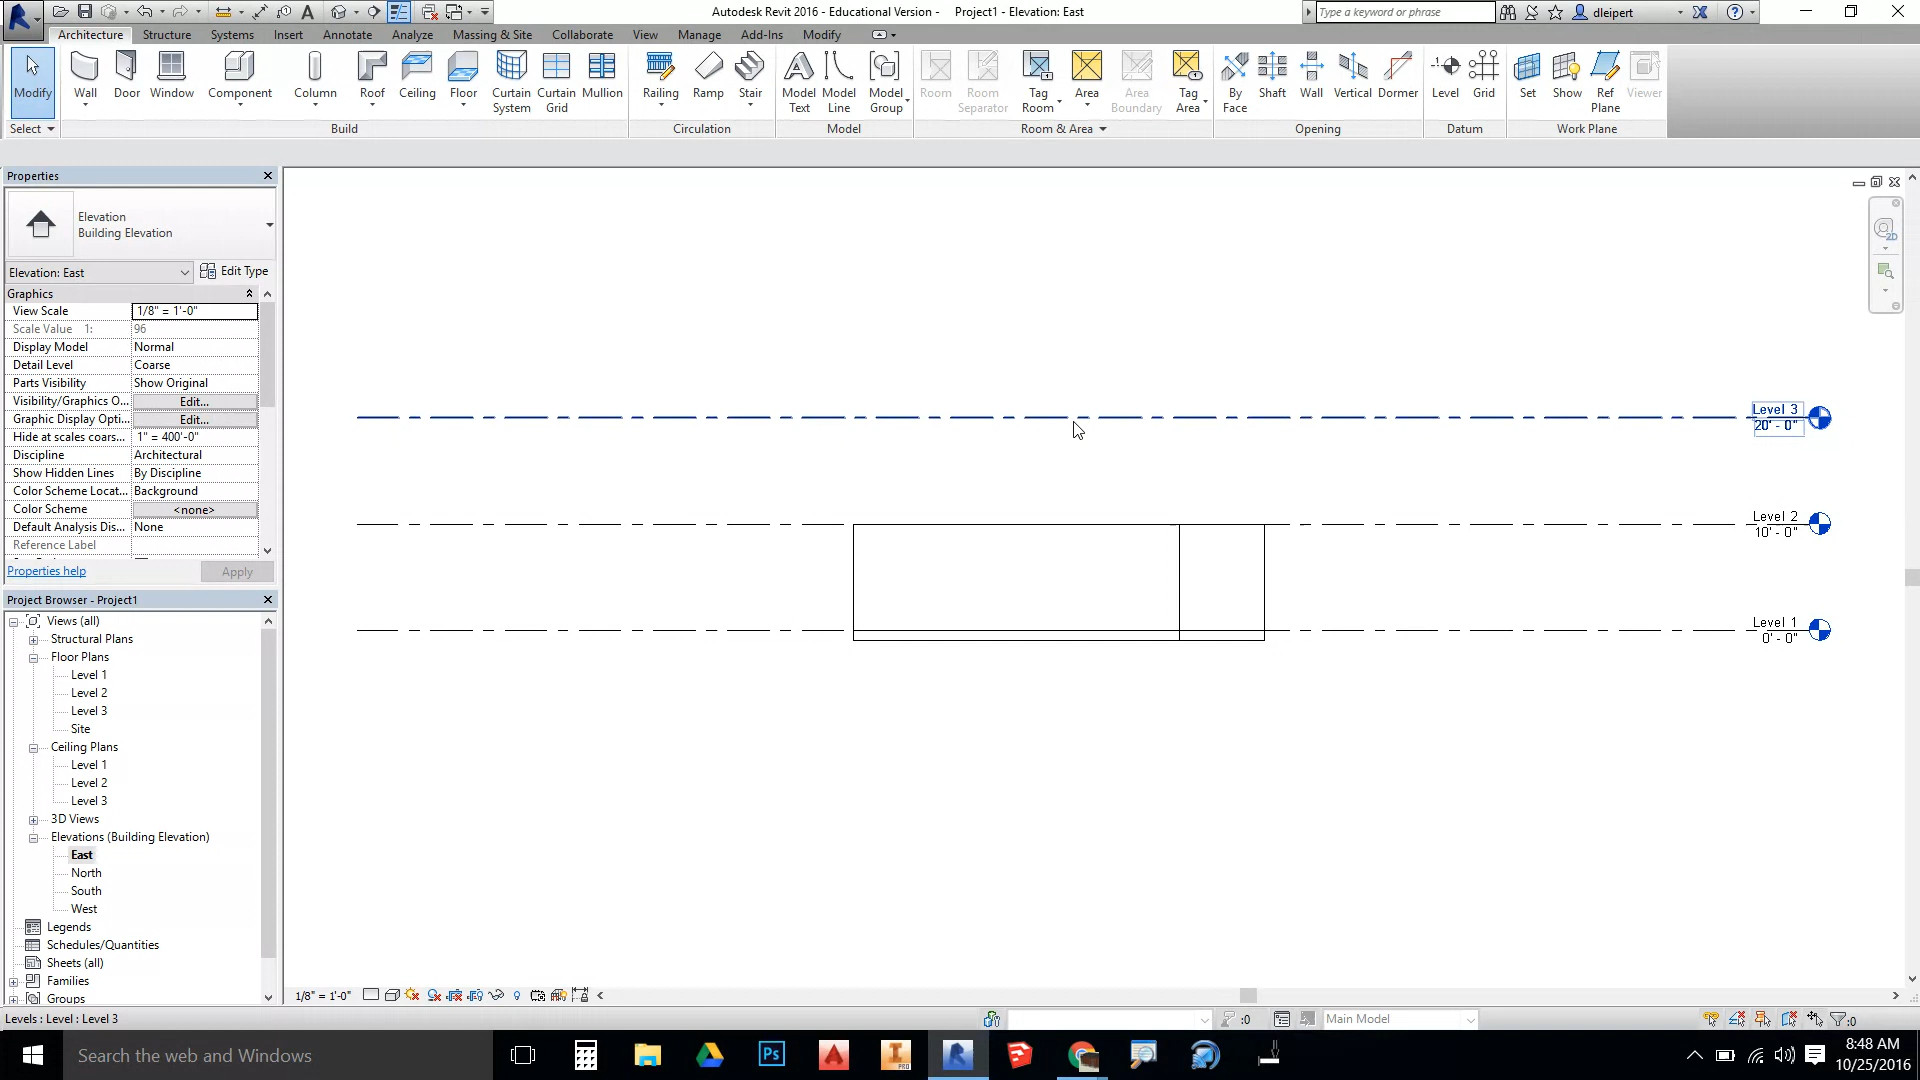 Autodesk Revit 2016 - Educational Version -     Project1 - Elevation: East
Type a keyword or phrase
dleipert
Architecture Structure Systems Insert Annotate Analyze Massing & Site Collaborate View Manage Add-Ins Modify
Modify
Wall
Door
Window
Component
Column
Roof
Ceiling
Floor
Curtain System
Curtain Grid
Mullion
Railing
Ramp
Stair
Model Text
Model Line
Model Group
Room
Room Separator
Tag Room
Area
Area Boundary
Tag Area
By Face
Shaft
Wall
Vertical
Dormer
Level
Grid
Set
Show
Ref Plane
Viewer
Select
Build
Circulation
Model
Room & Area
Opening
Datum
Work Plane
Properties
Elevation
Building Elevation
Elevation: East
Edit Type
Graphics
View Scale 1/8" = 1'-0"
Scale Value 1: 96
Display Model Normal
Detail Level Coarse
Parts Visibility Show Original
Visibility/Graphics O... Edit...
Graphic Display Opti... Edit...
Hide at scales coars... 1" = 400'-0"
Discipline Architectural
Show Hidden Lines By Discipline
Color Scheme Locat... Background
Color Scheme <none>
Default Analysis Dis... None
Reference Label
Properties help
Apply
Project Browser - Project1
Views (all)
Structural Plans
Floor Plans
Level 1
Level 2
Level 3
Site
Ceiling Plans
Level 1
Level 2
Level 3
3D Views
Elevations (Building Elevation)
East
North
South
West
Legends
Schedules/Quantities
Sheets (all)
Families
Groups
2D
Level 3
20' - 0"
Level 2
10' - 0"
Level 1
0' - 0"
1/8" = 1'-0"
Levels : Level : Level 3
:0
Main Model
:0
Search the web and Windows
Ps
PRO
8:48 AM
10/25/2016